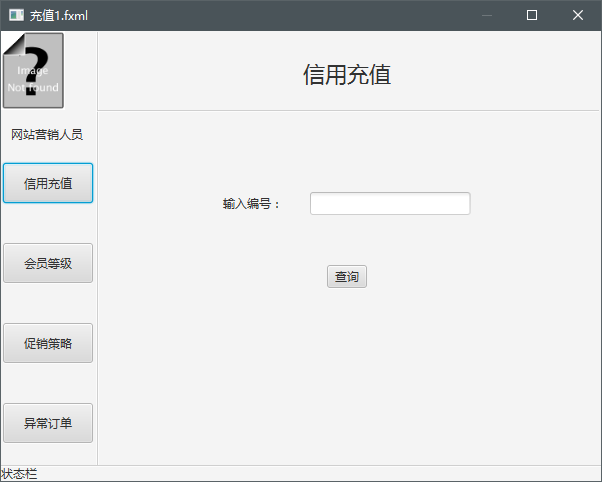 充值1.fxml
?
Image
Not found
网站营销人员
信用充值
会员等级
促销策略
异常订单
信用充值
输入编号：
查询
状态栏